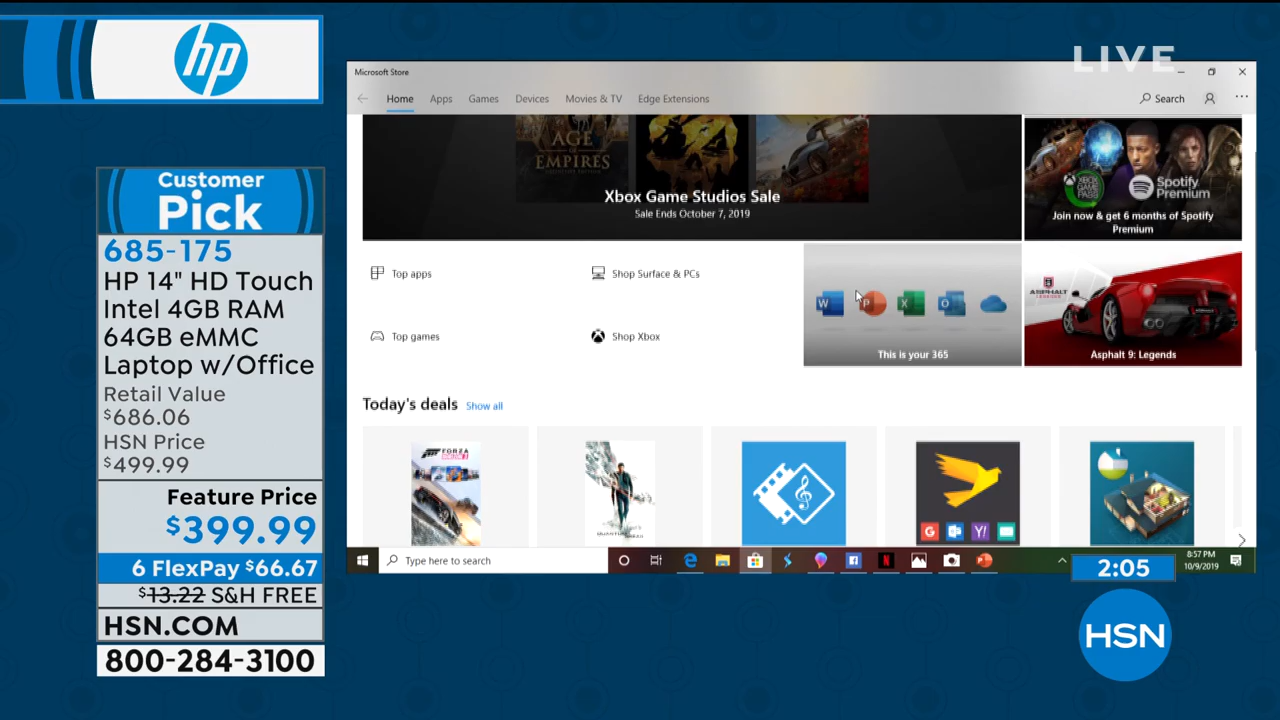 hp
LIVE
Customer
Pick
685-175
HP 14" HD Touch
Intel 4GB RAM
64GB eMMC
Laptop w/Office
Retail Value
$686.06
HSN Price
$499.99
Feature Price
$399.99
6 FlexPay $66.67
$13.22 S&H FREE
HSN.COM
800-284-3100
Microsoft Store
Home Apps Games Devices Movies & TV Edge Extensions Search
AGE OF
EMPIRES
Xbox Game Studios Sale
Sale Ends October 7, 2019
XBOX
GAME
PASS
Spotify
Premium
Join now & get 6 months of Spotify
Premium
Top apps
Shop Surface & PCs
Top games
Shop Xbox
W P X O
This is your 365
ASPHALT
Asphalt 9: Legends
Today's deals Show all
FORZA
G Y!
Type here to search
N
8:57 PM
10/9/2019
2:05
HSN